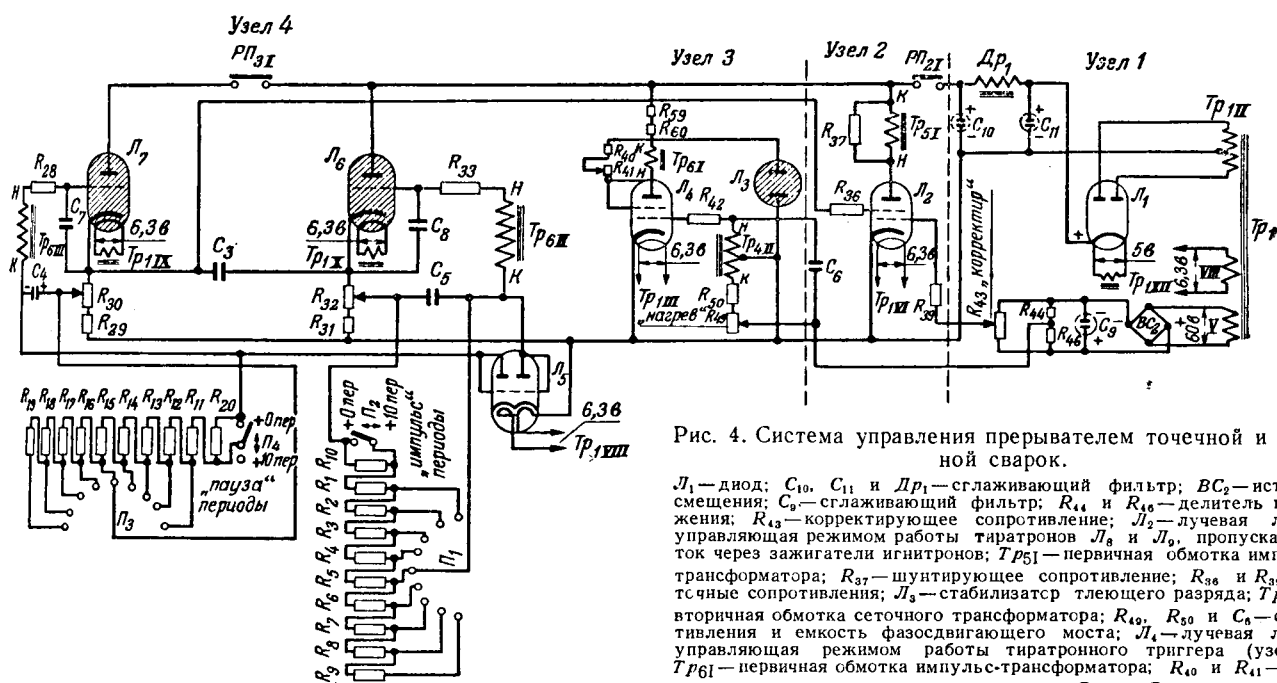 Узел 4
РП3I
Узел 3
Узел 2
РП2I
Др1
Узел 1
Л7
R28
C7
Н
К
Тр6III
6,3в
Тр1IX
C4
R30
R29
C3
Л6
R33
C8
Н
К
Тр6II
6,3в
Тр1X
R32
R31
C5
R59
R60
К
Н
R40
R41
Тр6I
Л4
R42
Л3
6,3в
Тр1III
Н
К
Тр4II
R50
„нагрев" R49
C6
R37
К
Н
Тр5I
R36
Л2
6,3в
Тр1VI
R39
C10
C11
Тр1II
Л1
5в
Тр1XII
Тр1
6,3в
VIII
R43 „корректир"
R44
R46
C9
ВС2
60в
V
Л5
6,3в
Тр1VIII
R19 R18 R17 R16 R15 R14 R13 R12 R11 R20
+0пер
П4
+10пер
„пауза"
периоды
П3
+0пер
П2
+10пер
„импульс"
периоды
R10
R1
R2
R3
R4
R5
R6
R7
R8
R9
П1
Рис. 4. Система управления прерывателем точечной и
ной сварок.
Л1—диод; C10, C11 и Др1—сглаживающий фильтр; ВС2—ист
смещения; C9—сглаживающий фильтр; R44 и R46—делитель
жения; R43—корректирующее сопротивление; Л2—лучевая л
управляющая режимом работы тиратронов Л8 и Л9, пропуска
ток через зажигатели игнитронов; Тр5I—первичная обмотка имп
трансформатора; R37—шунтирующее сопротивление; R36 и R3
течные сопротивления; Л3—стабилизатор тлеющего разряда; Тр
вторичная обмотка сеточного трансформатора; R49, R50 и C6—с
тивления и емкость фазосдвигающего моста; Л4—лучевая л
управляющая режимом работы тиратронного триггера (узе
Тр6I—первичная обмотка импульс-трансформатора; R40 и R41—